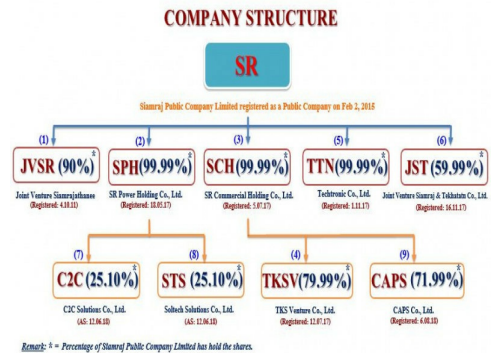 COMPANY STRUCTURE
SR
Siamraj Public Company Limited registered as a Public Company on Feb 2, 2015
(1) (2) (3) (5) (6)
JVSR (90%)* SPH(99.99%)* SCH(99.99%)* TTN(99.99%)* JST(59.99%)*
Joint Venture Siamrajathanes SR Power Holding Co., Ltd. SR Commercial Holding Co., Ltd. Techtronic Co., Ltd. Joint Venture Siamraj & Tekhstatn Co., Ltd.
(Registered: 4.10.11) (Registered: 18.05.17) (Registered: 5.07.17) (Registered: 1.11.17) (Registered: 16.11.17)
(7) (8) (4) (9)
C2C (25.10%)* STS (25.10%)* TKSV(79.99%)* CAPS (71.99%)*
C2C Solutions Co., Ltd. Soltech Solutions Co., Ltd. TKS Venture Co., Ltd. CAPS Co., Ltd.
(AS: 12.06.18) (AS: 12.06.18) (Registered: 12.07.17) (Registered: 6.08.18)
Remark: * = Percentage of Siamraj Public Company Limited has hold the shares.